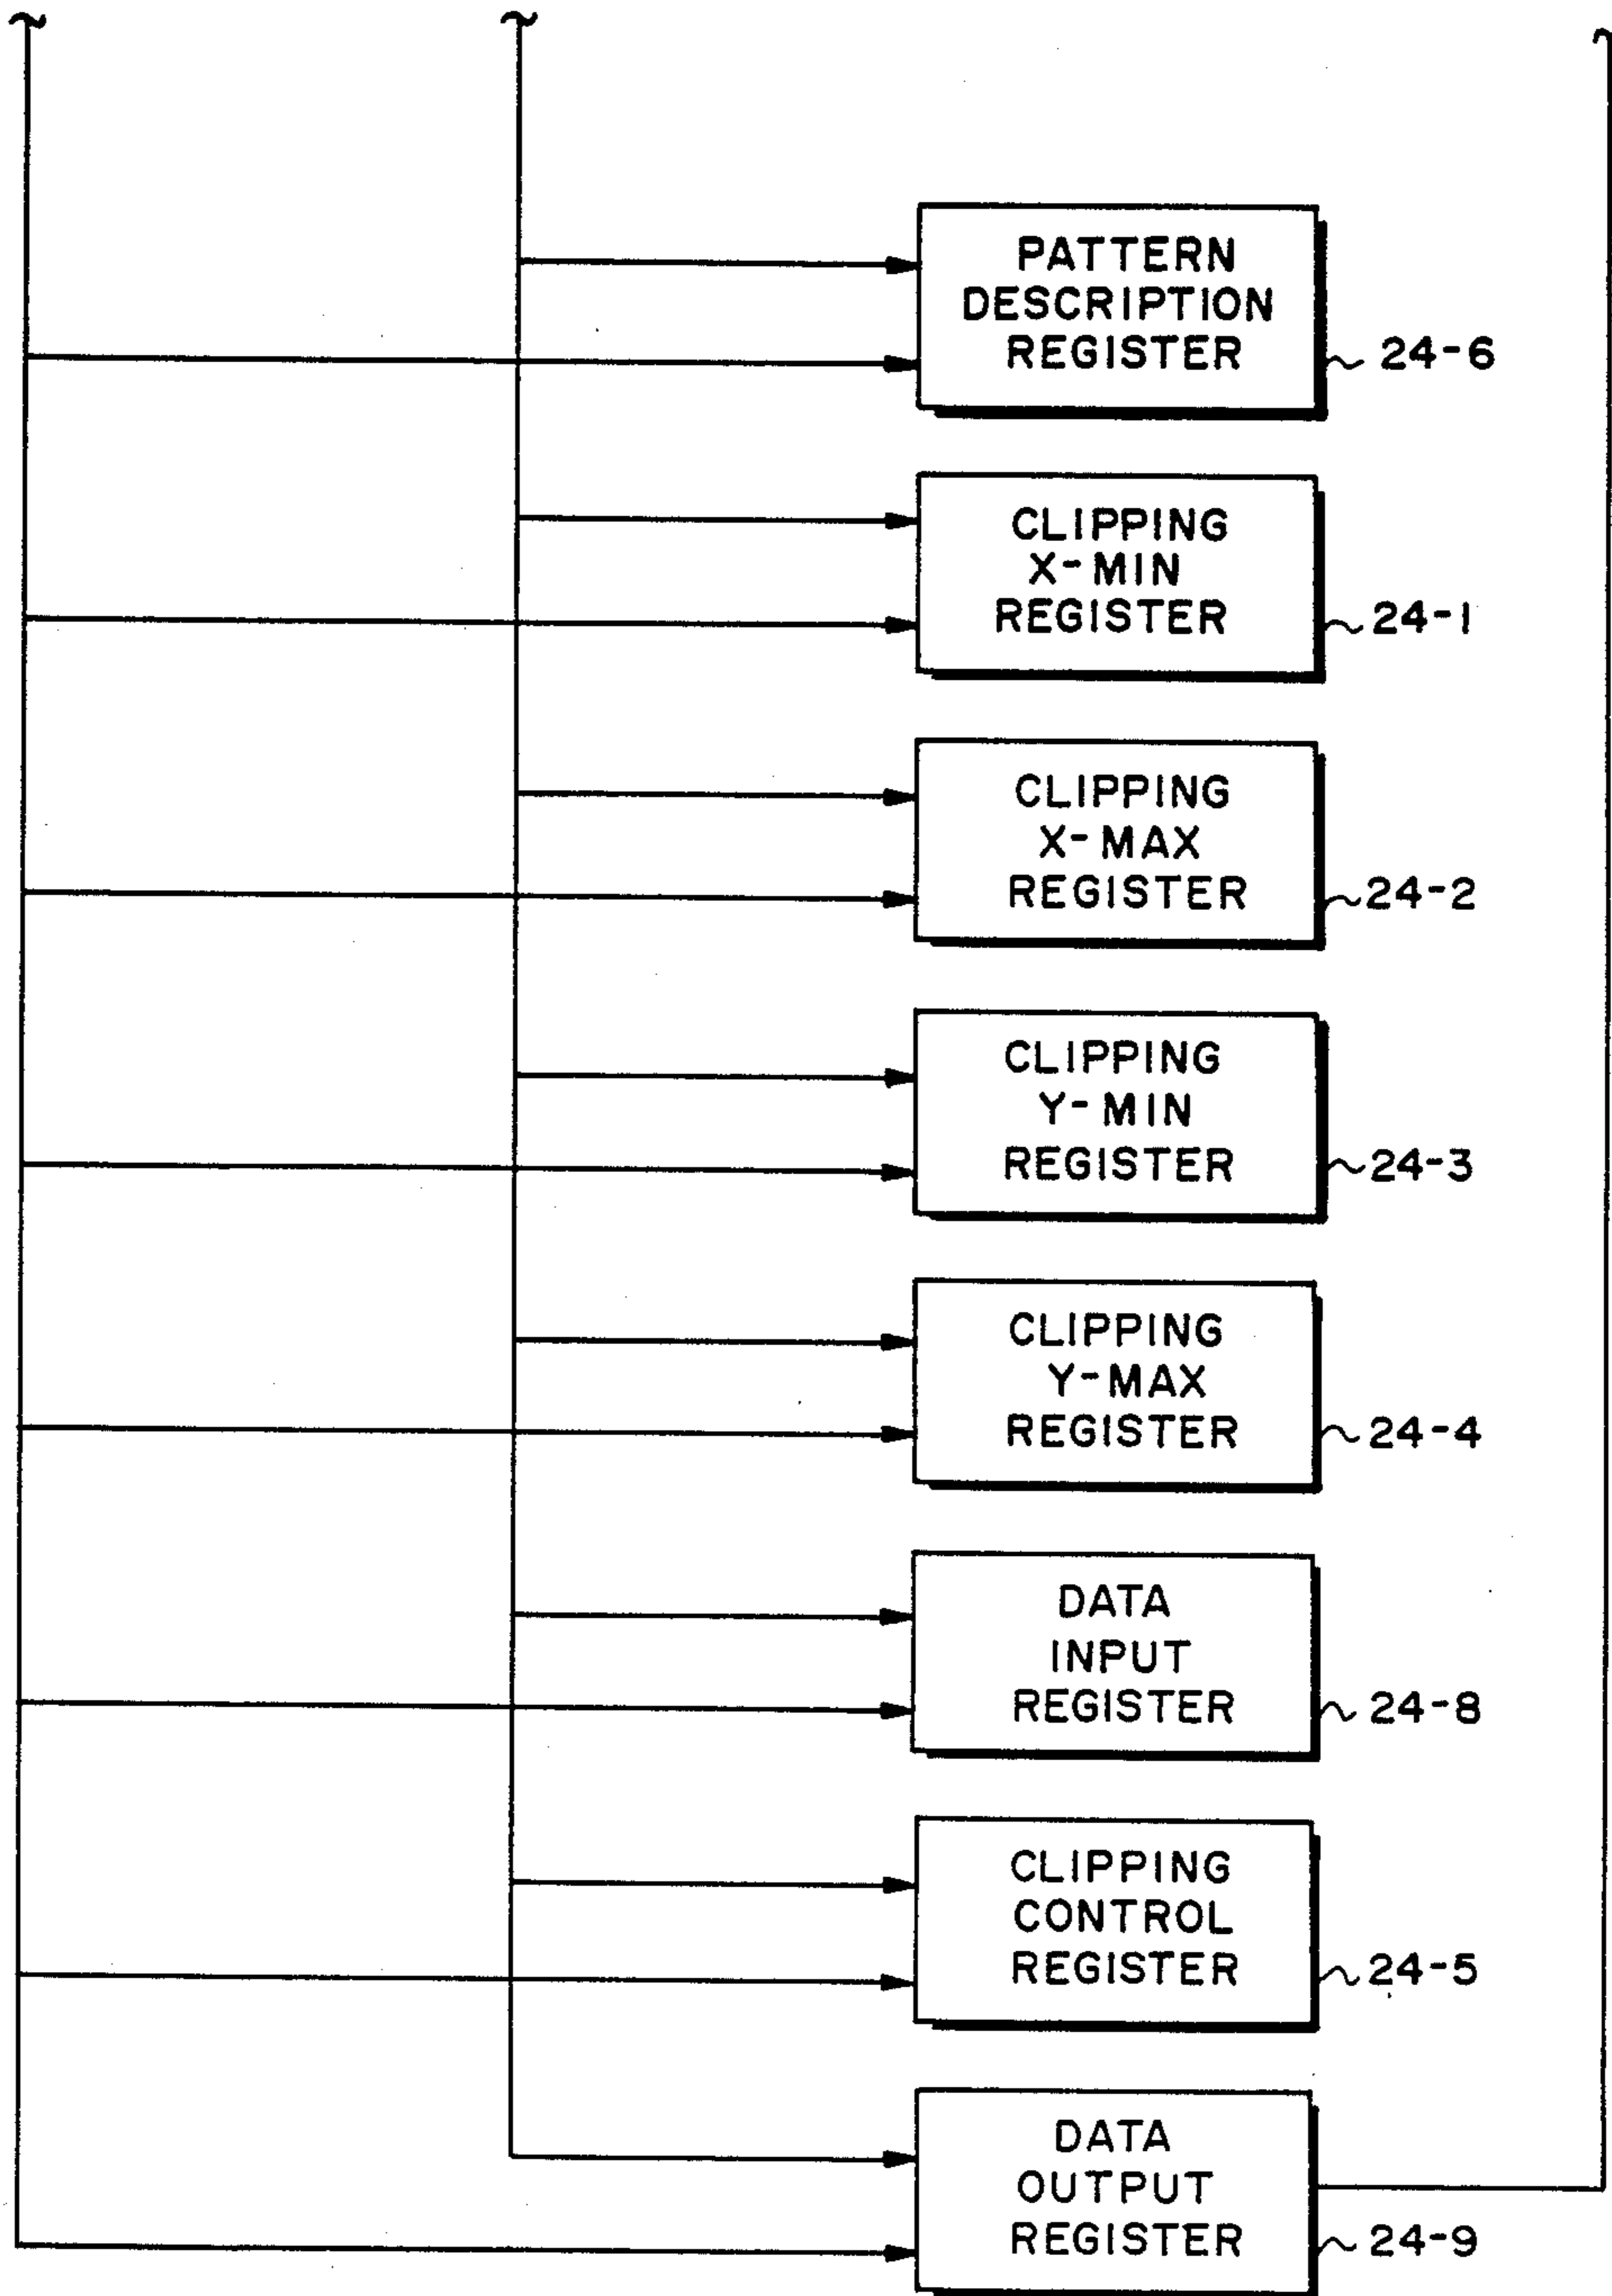 PATTERN
DESCRIPTION
REGISTER
24-6
CLIPPING
X-MIN
REGISTER
24-1
CLIPPING
X-MAX
REGISTER
24-2
CLIPPING
Y-MIN
REGISTER
24-3
CLIPPING
Y-MAX
REGISTER
24-4
DATA
INPUT
REGISTER
24-8
CLIPPING
CONTROL
REGISTER
24-5
DATA
OUTPUT
REGISTER
24-9